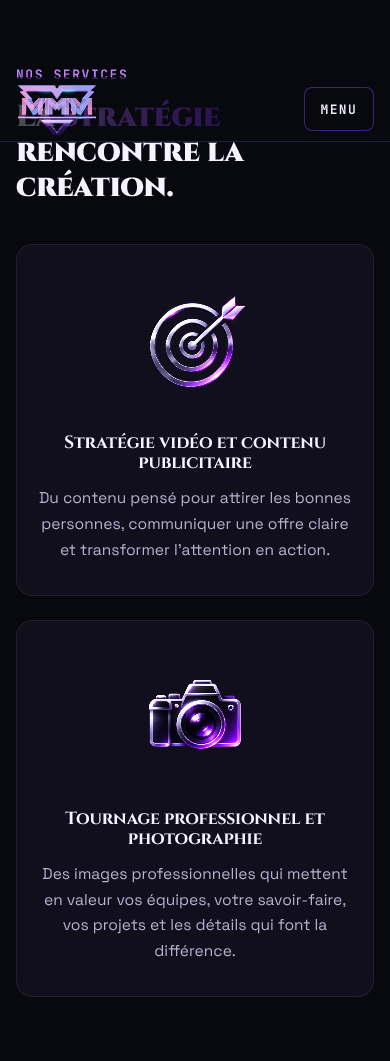 NOS SERVICES
MMM
LA STRATÉGIE
MENU
RENCONTRE LA
CRÉATION.
Stratégie vidéo et contenu
publicitaire
Du contenu pensé pour attirer les bonnes
personnes, communiquer une offre claire
et transformer l'attention en action.
Tournage professionnel et
photographie
Des images professionnelles qui mettent
en valeur vos équipes, votre savoir-faire,
vos projets et les détails qui font la
différence.